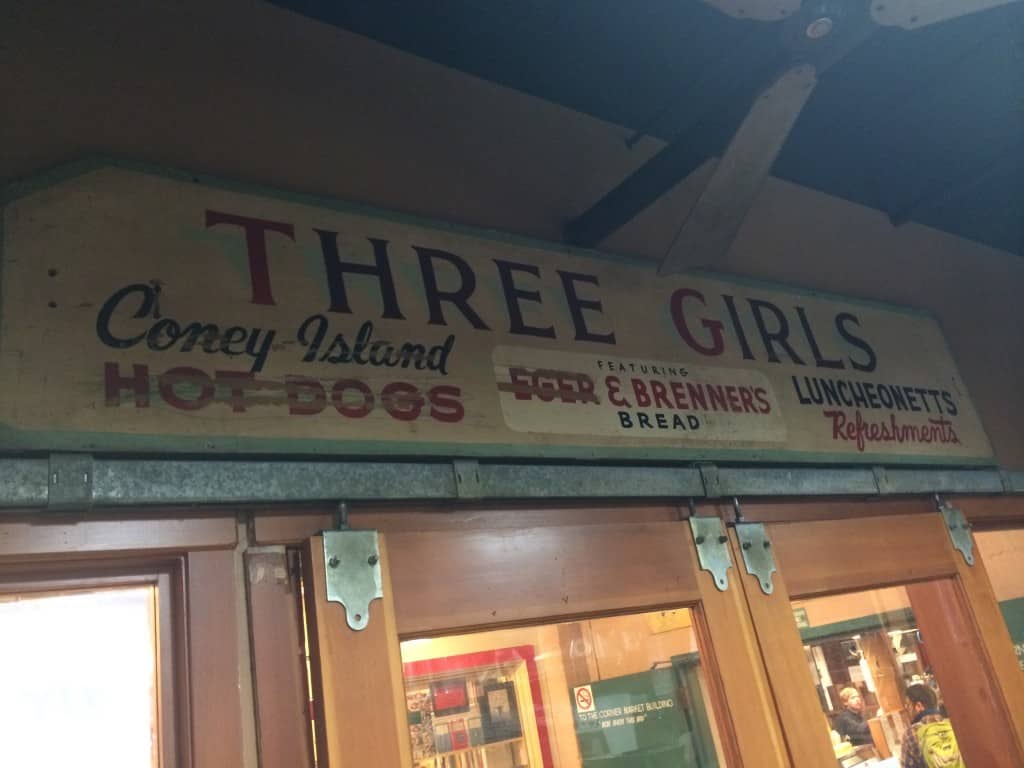 THREE GIRLS
Coney Island
HOT DOGS
FEATURING
EGER & BRENNER'S
BREAD
LUNCHEONETTS
Refreshments
TO THE CORNER MARKET BUILDING